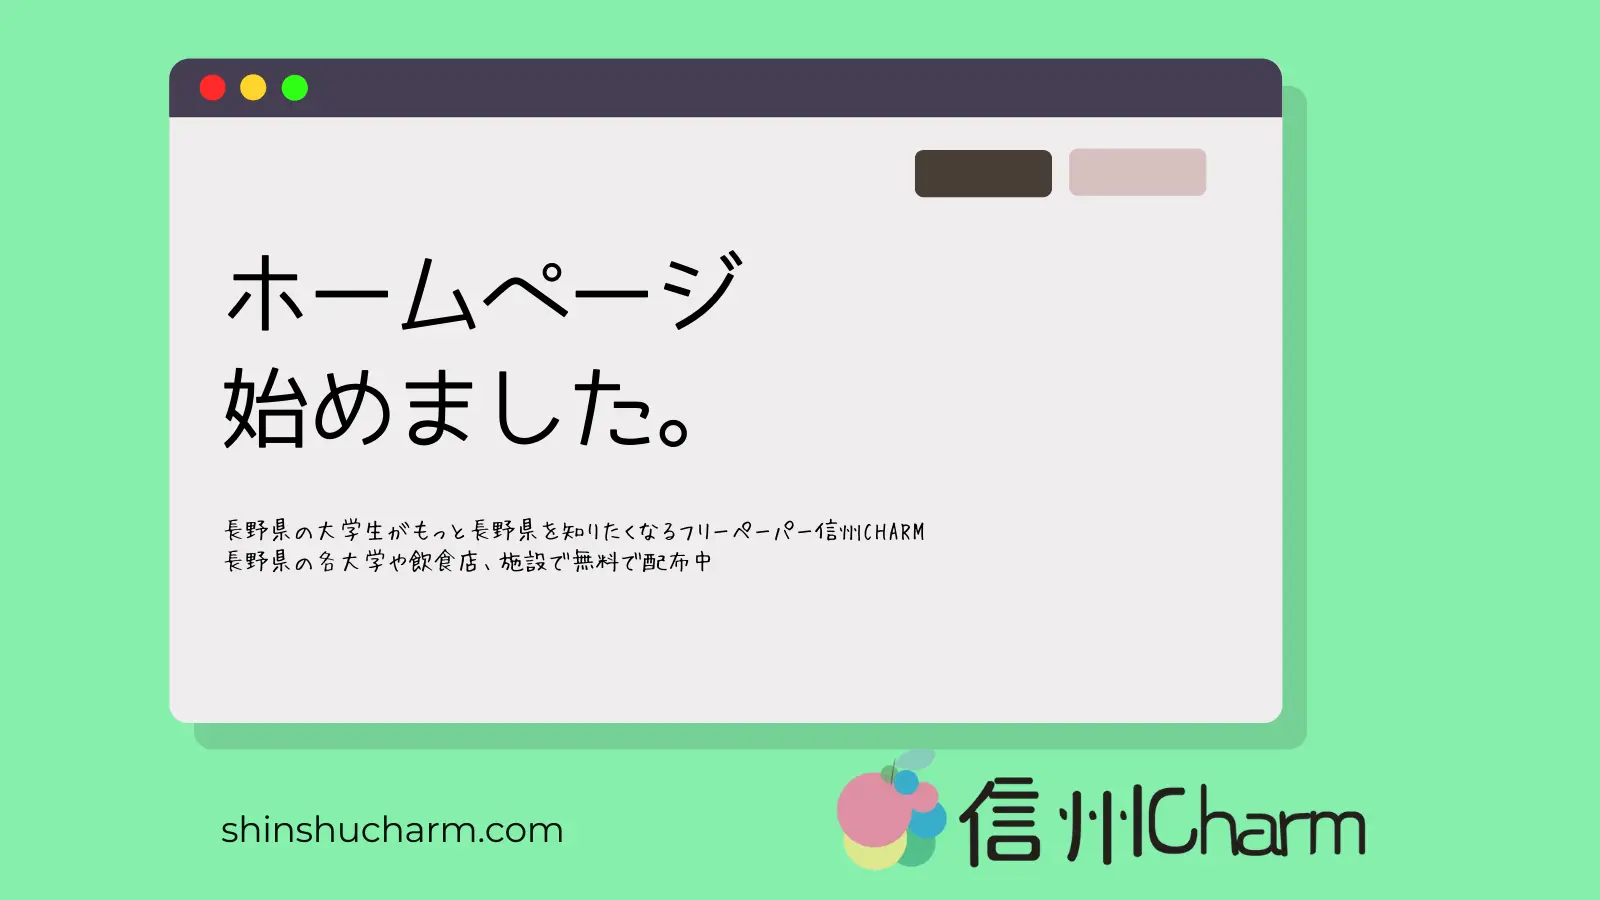 ホームページ
始めました。
長野県の大学生がもっと長野県を知りたくなるフリーペーパー信州CHARM
長野県の各大学や飲食店、施設で無料で配布中
shinshucharm.com
信州Charm